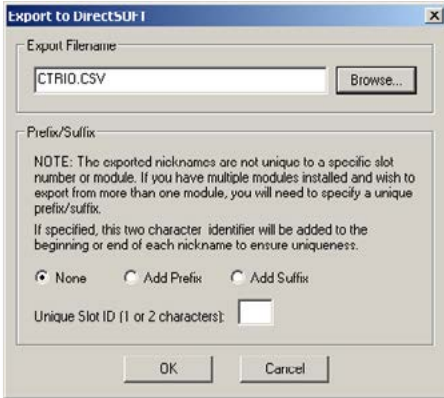 Export to DirectSOFT
Export Filename
CTRIO.CSV
Browse...
Prefix/Suffix
NOTE: The exported nicknames are not unique to a specific slot
number or module. If you have multiple modules installed and wish to
export from more than one module, you will need to specify a unique
prefix/suffix.
If specified, this two character identifier will be added to the
beginning or end of each nickname to ensure uniqueness.
None Add Prefix Add Suffix
Unique Slot ID (1 or 2 characters):
OK Cancel